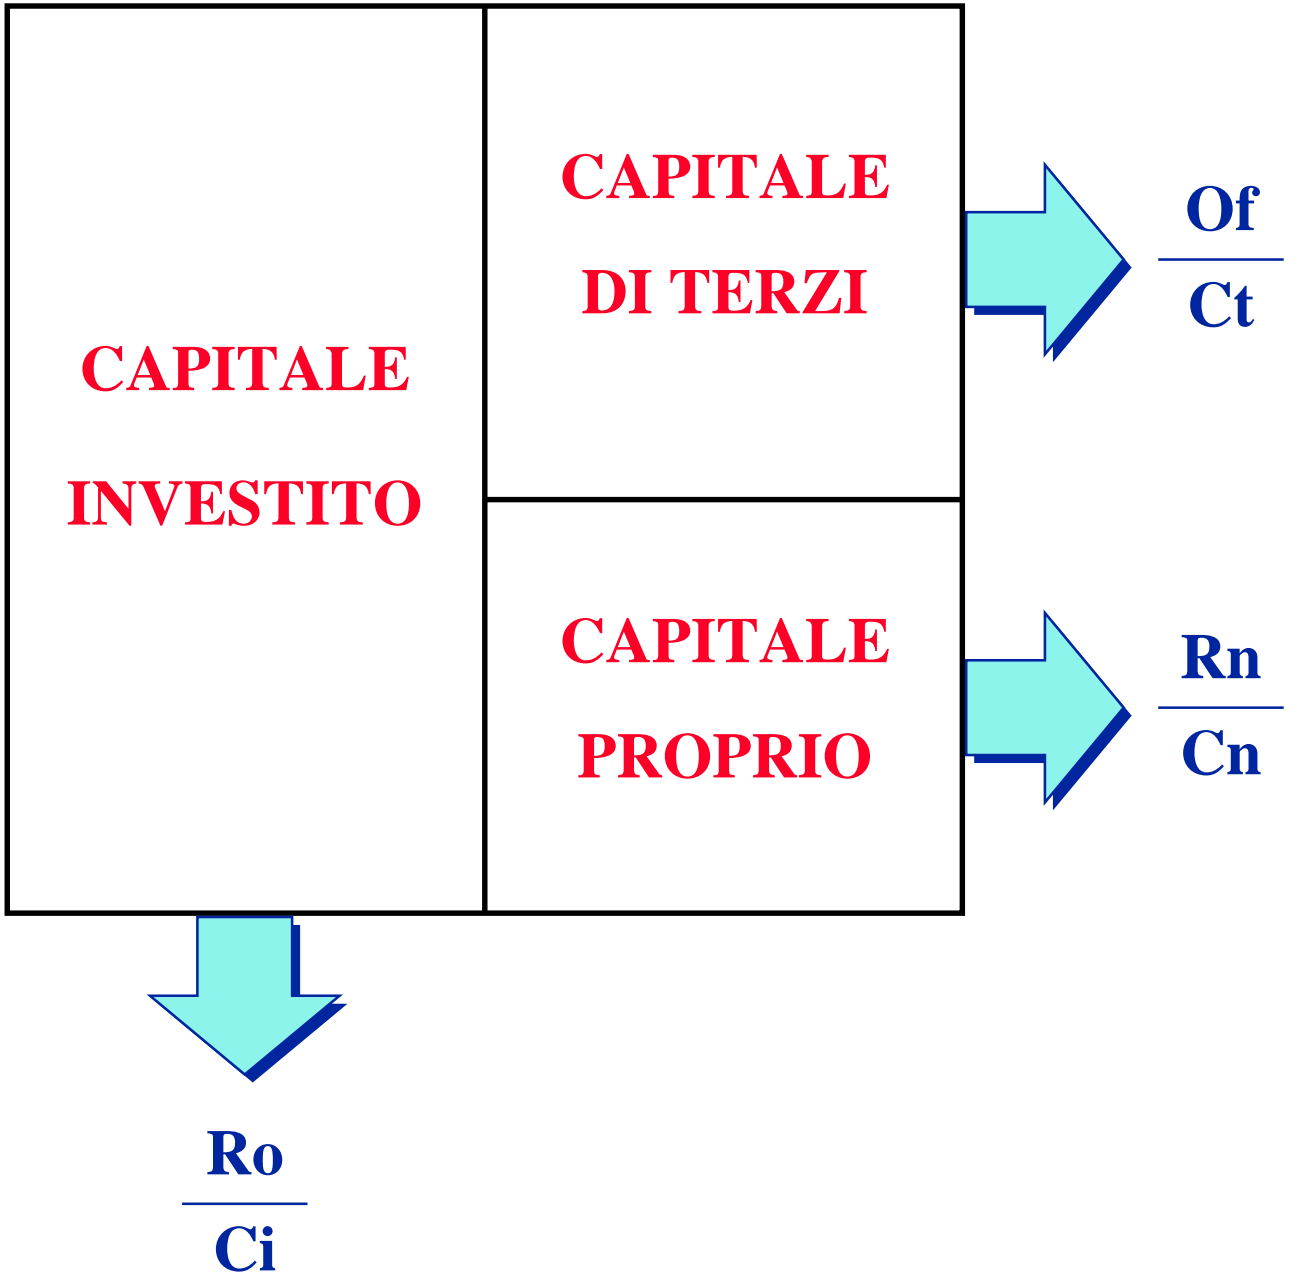 CAPITALE
INVESTITO
CAPITALE
DI TERZI
Of
Ct
CAPITALE
PROPRIO
Rn
Cn
Ro
Ci